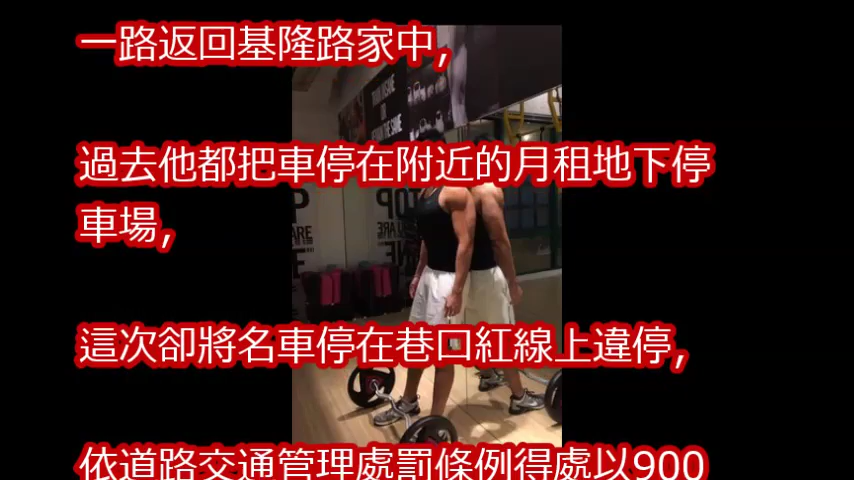 一路返回基隆路家中,
過去他都把車停在附近的月租地下停
車場,
這次卻將名車停在巷口紅線上違停,
依道路交通管理處罰條例得處以900